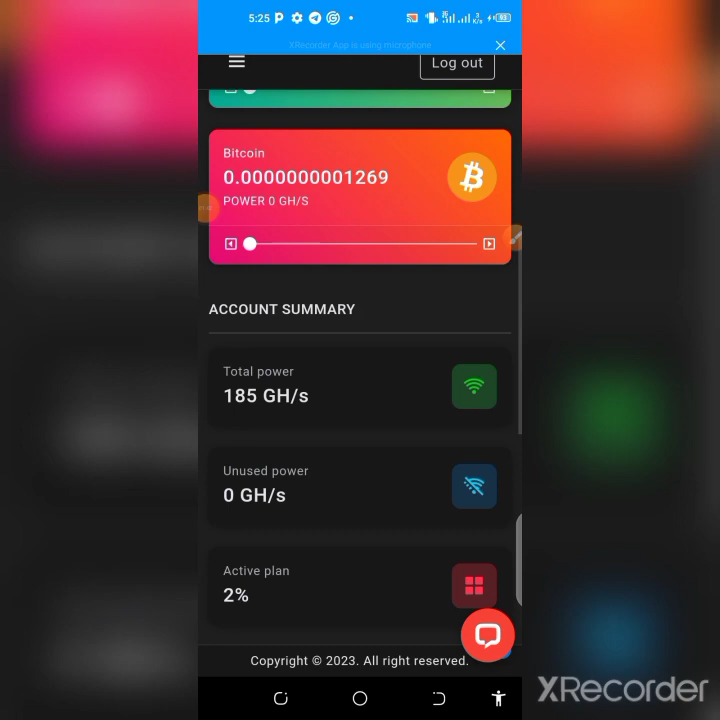 5:25
XRecorder App is using microphone
Log out
Bitcoin
0.0000000001269
POWER 0 GH/S
ACCOUNT SUMMARY
Total power
185 GH/s
Unused power
0 GH/s
Active plan
2%
Copyright © 2023. All right reserved.
XRecorder